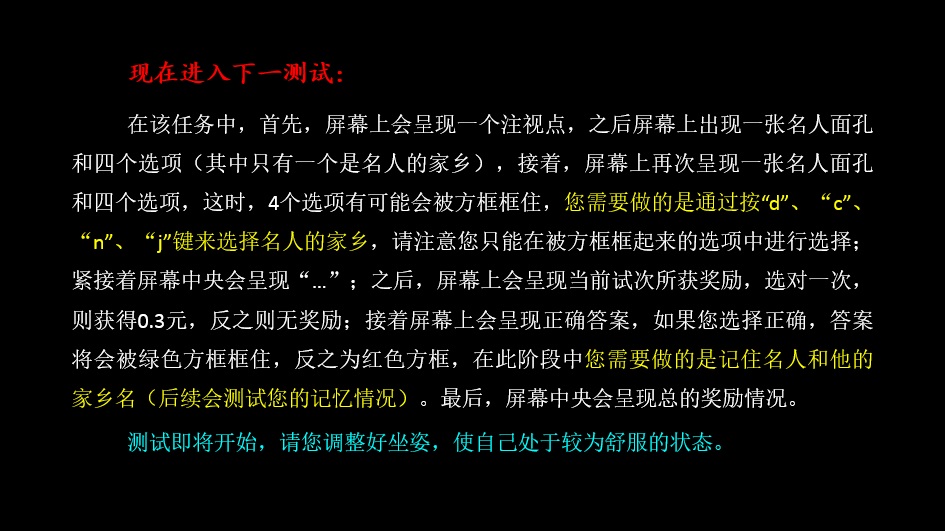 现在进入下一测试：
在该任务中，首先，屏幕上会呈现一个注视点，之后屏幕上出现一张名人面孔
和四个选项（其中只有一个是名人的家乡），接着，屏幕上再次呈现一张名人面孔
和四个选项，这时，4个选项有可能会被方框框住，您需要做的是通过按“d”、“c”、
“n”、“j”键来选择名人的家乡，请注意您只能在被方框框起来的选项中进行选择；
紧接着屏幕中央会呈现“…”；之后，屏幕上会呈现当前试次所获奖励，选对一次，
则获得0.3元，反之则无奖励；接着屏幕上会呈现正确答案，如果您选择正确，答案
将会被绿色方框框住，反之为红色方框，在此阶段中您需要做的是记住名人和他的
家乡名（后续会测试您的记忆情况）。最后，屏幕中央会呈现总的奖励情况。
测试即将开始，请您调整好坐姿，使自己处于较为舒服的状态。